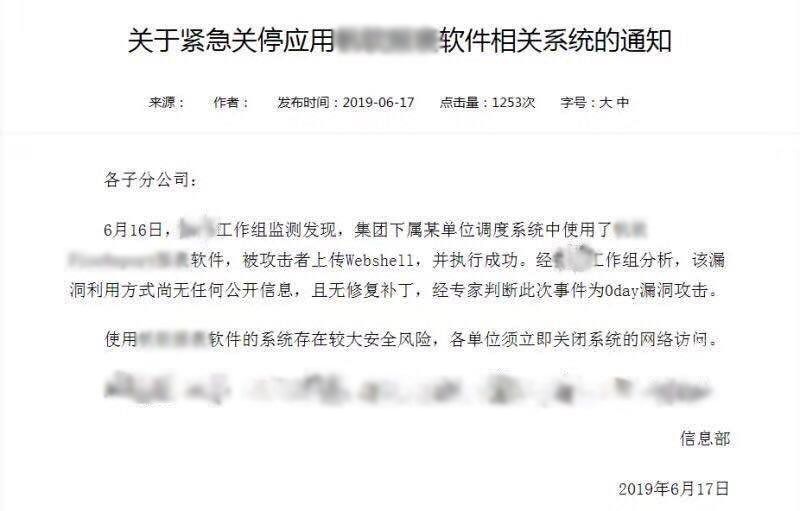 关于紧急关停应用软件相关系统的通知
来源： 作者： 发布时间：2019-06-17 点击量：1253次 字号：大 中
各子分公司：
6月16日，工作组监测发现，集团下属某单位调度系统中使用了
软件，被攻击者上传Webshell，并执行成功。经工作组分析，该漏
洞利用方式尚无任何公开信息，且无修复补丁，经专家判断此次事件为0day漏洞攻击。
使用软件的系统存在较大安全风险，各单位须立即关闭系统的网络访问。
信息部
2019年6月17日